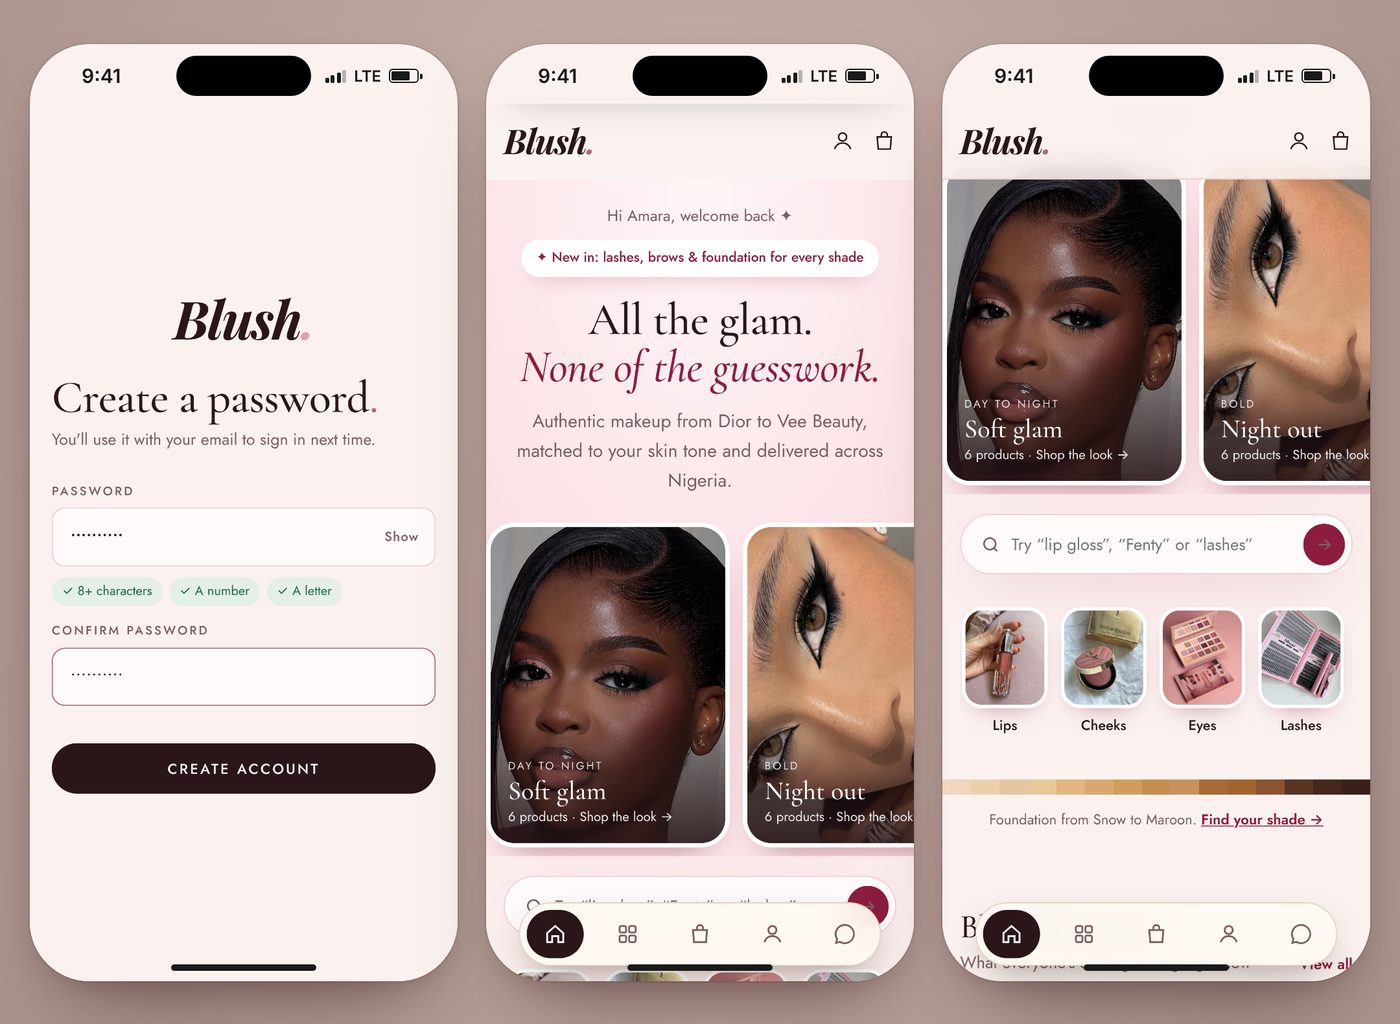 9:41
LTE
Blush.
Create a password.
You'll use it with your email to sign in next time.
PASSWORD
••••••••••
Show
✓ 8+ characters
✓ A number
✓ A letter
CONFIRM PASSWORD
••••••••••
CREATE ACCOUNT
9:41
LTE
Blush.
Hi Amara, welcome back ✦
✦ New in: lashes, brows & foundation for every shade
All the glam.
None of the guesswork.
Authentic makeup from Dior to Vee Beauty,
matched to your skin tone and delivered across
Nigeria.
DAY TO NIGHT
Soft glam
6 products · Shop the look →
BOLD
Night out
6 products · Shop the look
9:41
LTE
Blush.
DAY TO NIGHT
Soft glam
6 products · Shop the look →
BOLD
Night out
6 products · Shop the look
Try “lip gloss”, “Fenty” or “lashes”
Lips
Cheeks
Eyes
Lashes
Foundation from Snow to Maroon. Find your shade →
B
What
View all